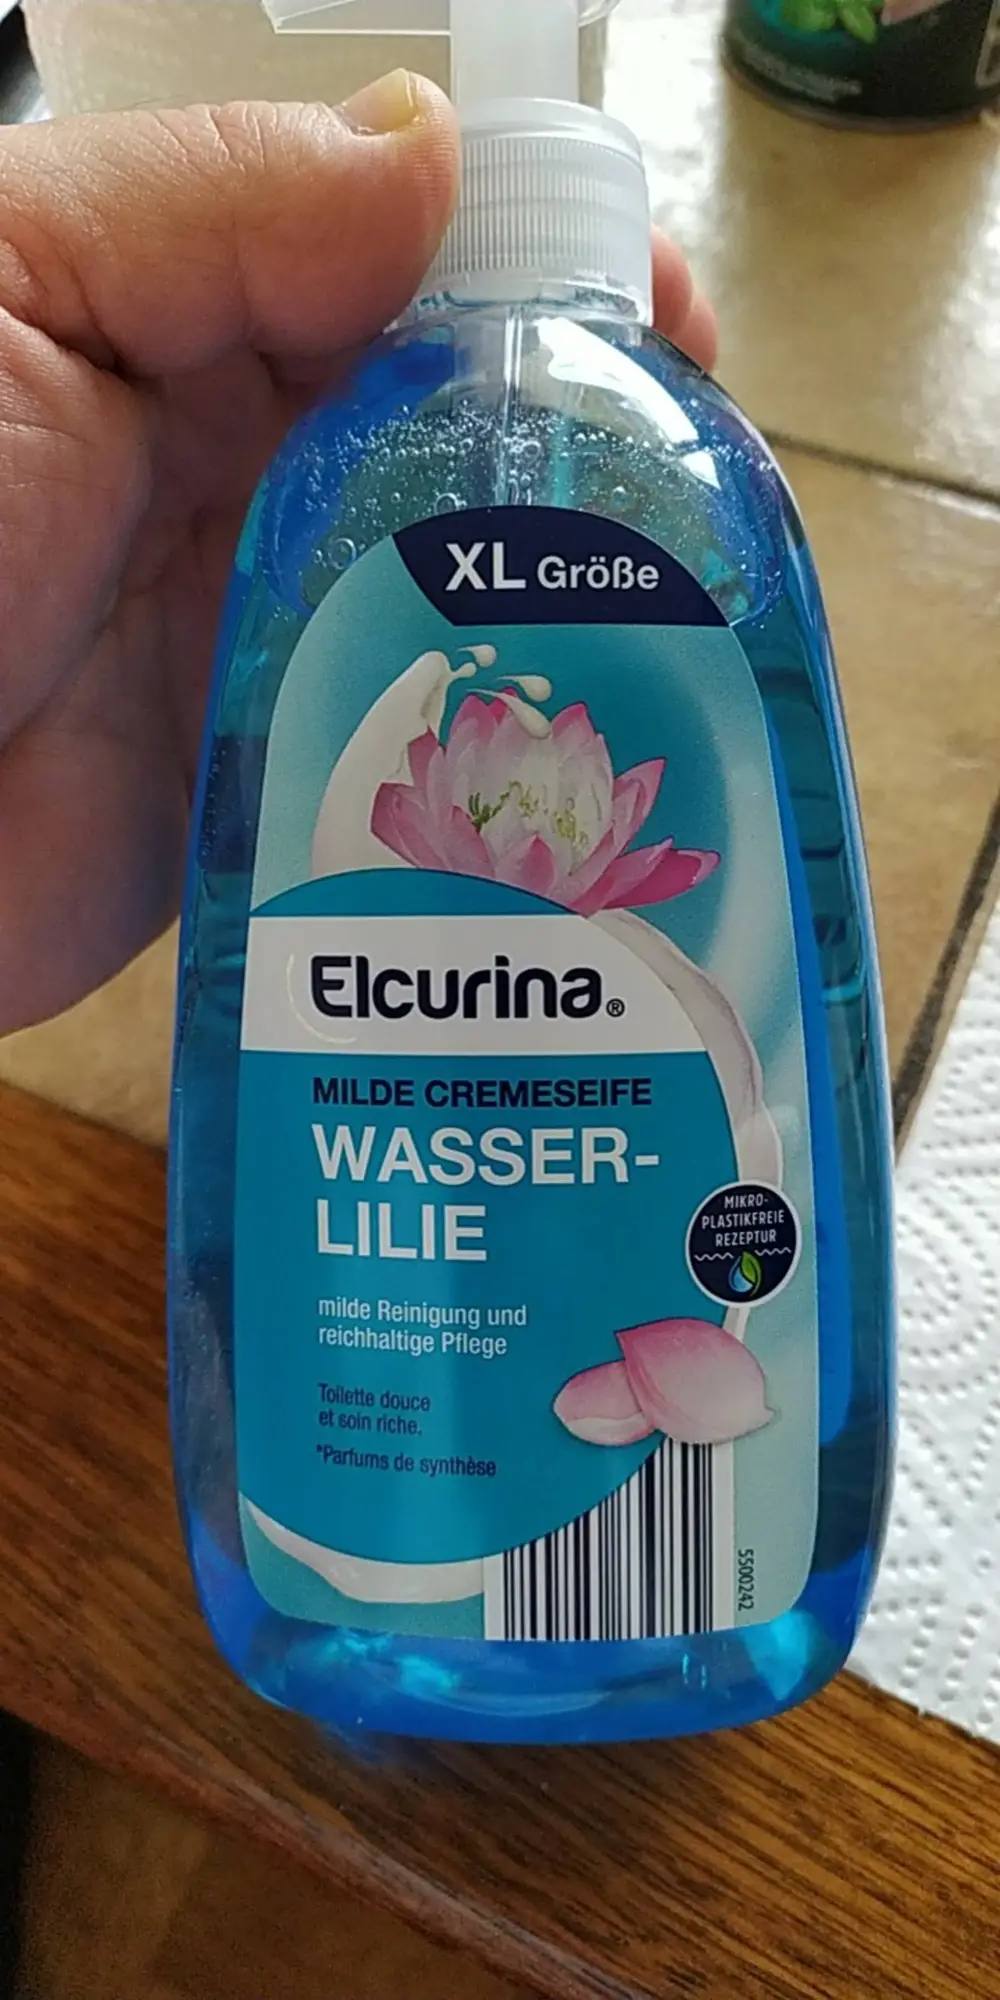 XL Größe
Elcurina®
MILDE CREMESEIFE
WASSER-
LILIE
MIKRO-
PLASTIKFREIE
REZEPTUR
milde Reinigung und
reichhaltige Pflege
Toilette douce
et soin riche.
*Parfums de synthèse
5500242